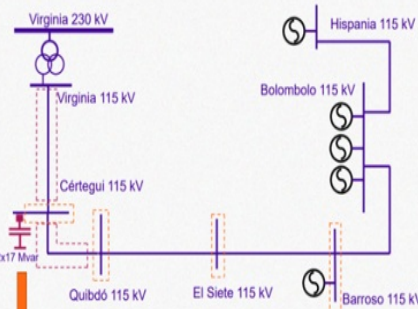 Virginia 230 kV
Hispania 115 kV
Bolombolo 115 kV
Virginia 115 kV
Cértegui 115 kV
x17 Mvar
Quibdó 115 kV
El Siete 115 kV
Barroso 115 kV